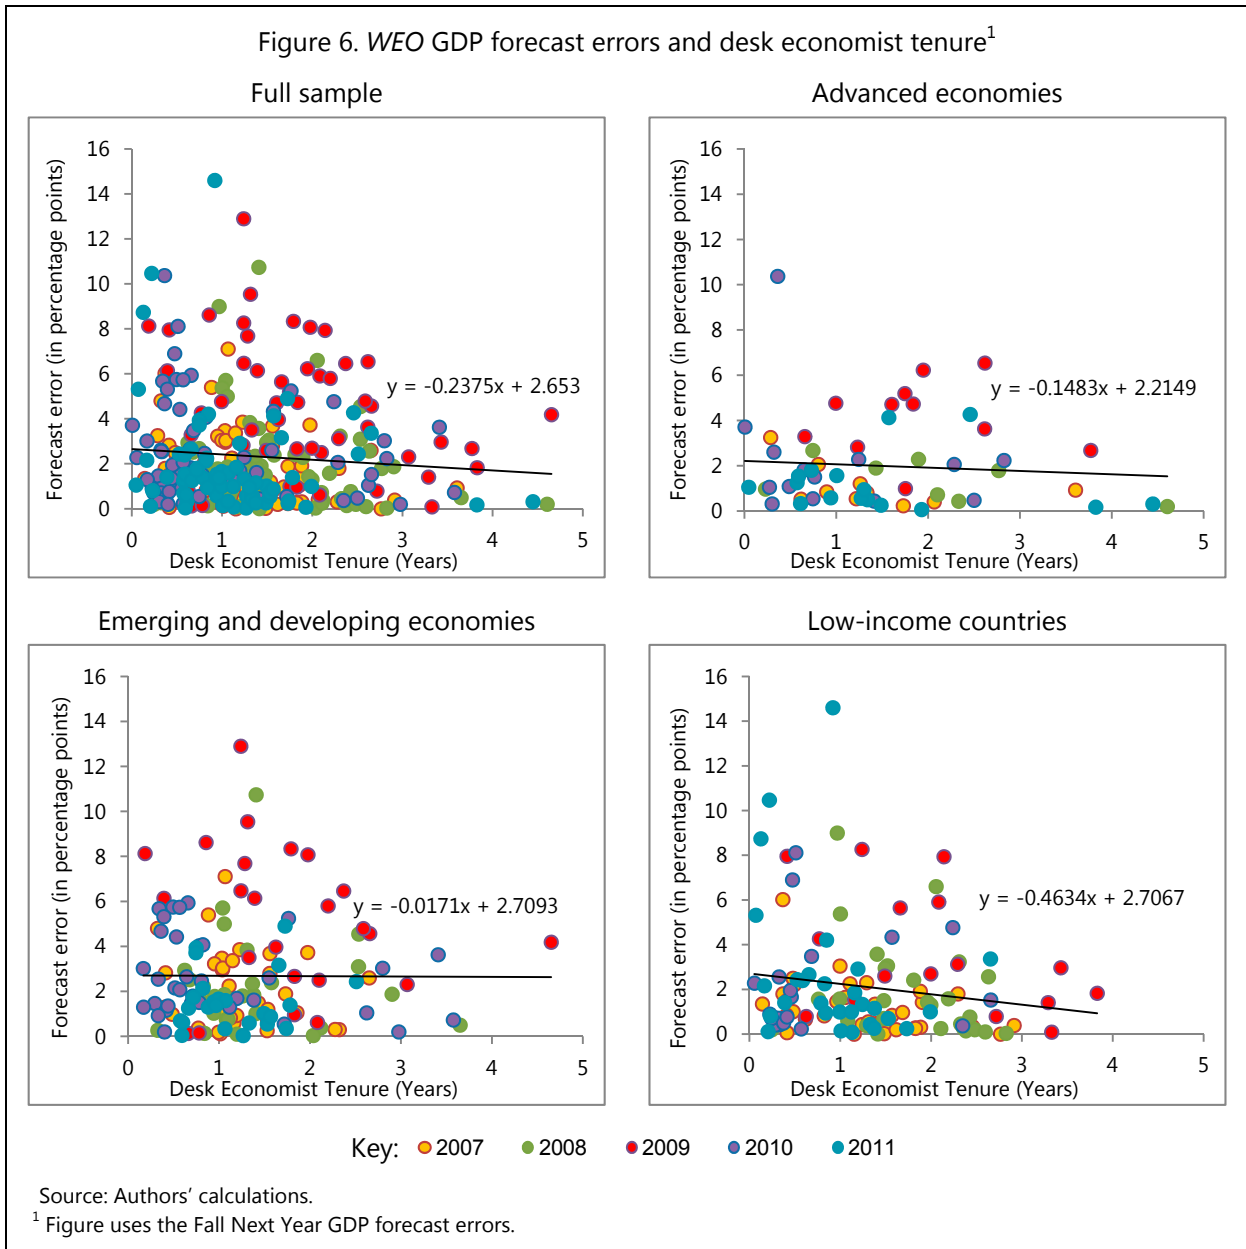 Figure 6. WEO GDP forecast errors and desk economist tenure1
Full sample
Forecast error (in percentage points)
16
14
12
10
8
6
4
2
0
y = -0.2375x + 2.653
0 1 2 3 4 5
Desk Economist Tenure (Years)
Advanced economies
Forecast error (in percentage points)
16
14
12
10
8
6
4
2
0
y = -0.1483x + 2.2149
0 1 2 3 4 5
Desk Economist Tenure (Years)
Emerging and developing economies
Forecast error (in percentage points)
16
14
12
10
8
6
4
2
0
y = -0.0171x + 2.7093
0 1 2 3 4 5
Desk Economist Tenure (Years)
Low-income countries
Forecast error (in percentage points)
16
14
12
10
8
6
4
2
0
y = -0.4634x + 2.7067
0 1 2 3 4 5
Desk Economist Tenure (Years)
Key: 2007 2008 2009 2010 2011
Source: Authors' calculations.
1 Figure uses the Fall Next Year GDP forecast errors.